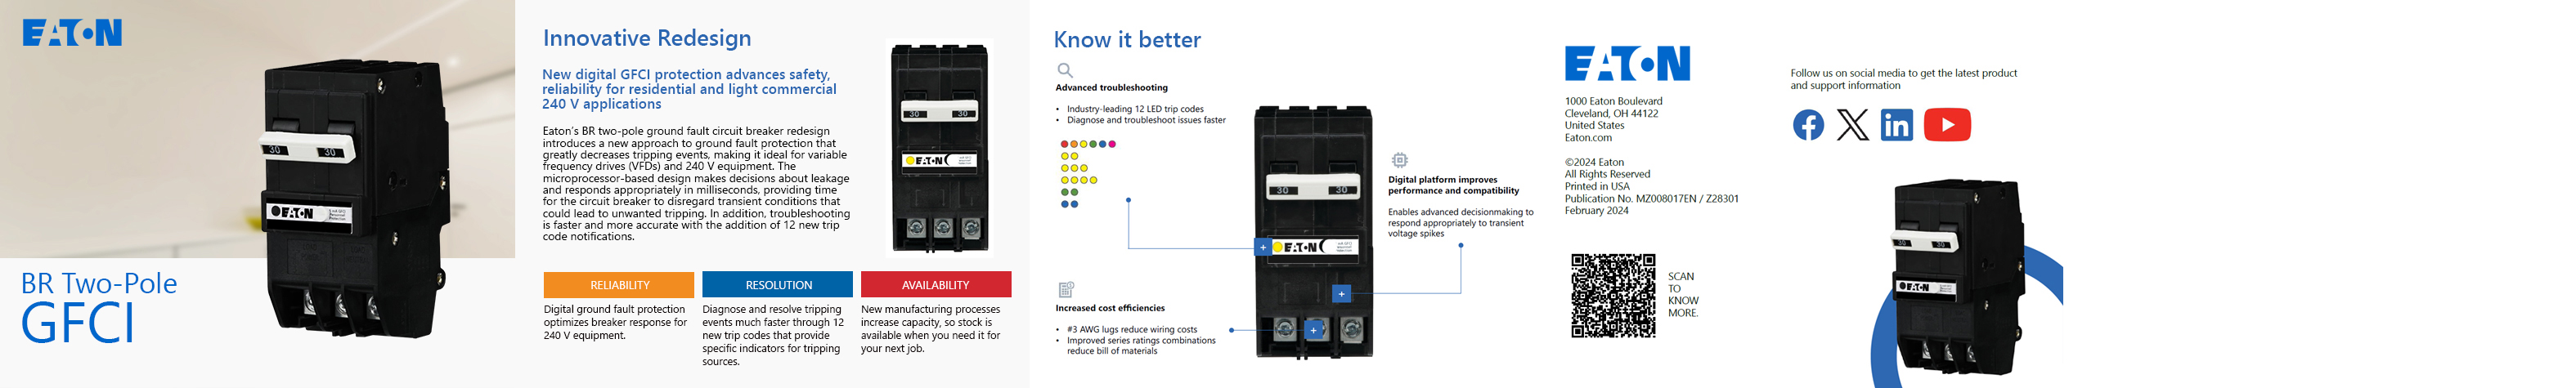 EATON
30 30
EATON
BR Two-Pole
GFCI
Innovative Redesign
New digital GFCI protection advances safety,
reliability for residential and light commercial
240 V applications
Eaton's BR two-pole ground fault circuit breaker redesign
introduces a new approach to ground fault protection that
greatly decreases tripping events, making it ideal for variable
frequency drives (VFDs) and 240 V equipment. The
microprocessor-based design makes decisions about leakage
and responds appropriately in milliseconds, providing time
for the circuit breaker to disregard transient conditions that
could lead to unwanted tripping. In addition, troubleshooting
is faster and more accurate with the addition of 12 new trip
code notifications.
30 30
EATON
RELIABILITY
Digital ground fault protection
optimizes breaker response for
240 V equipment.
RESOLUTION
Diagnose and resolve tripping
events much faster through 12
new trip codes that provide
specific indicators for tripping
sources.
AVAILABILITY
New manufacturing processes
increase capacity, so stock is
available when you need it for
your next job.
Know it better
Advanced troubleshooting
• Industry-leading 12 LED trip codes
• Diagnose and troubleshoot issues faster
30 30
EATON
Digital platform improves
performance and compatibility
Enables advanced decisionmaking to
respond appropriately to transient
voltage spikes
Increased cost efficiencies
• #3 AWG lugs reduce wiring costs
• Improved series ratings combinations
reduce bill of materials
EATON
1000 Eaton Boulevard
Cleveland, OH 44122
United States
Eaton.com
©2024 Eaton
All Rights Reserved
Printed in USA
Publication No. MZ008017EN / Z28301
February 2024
SCAN
TO
KNOW
MORE.
Follow us on social media to get the latest product
and support information
30 30
EATON